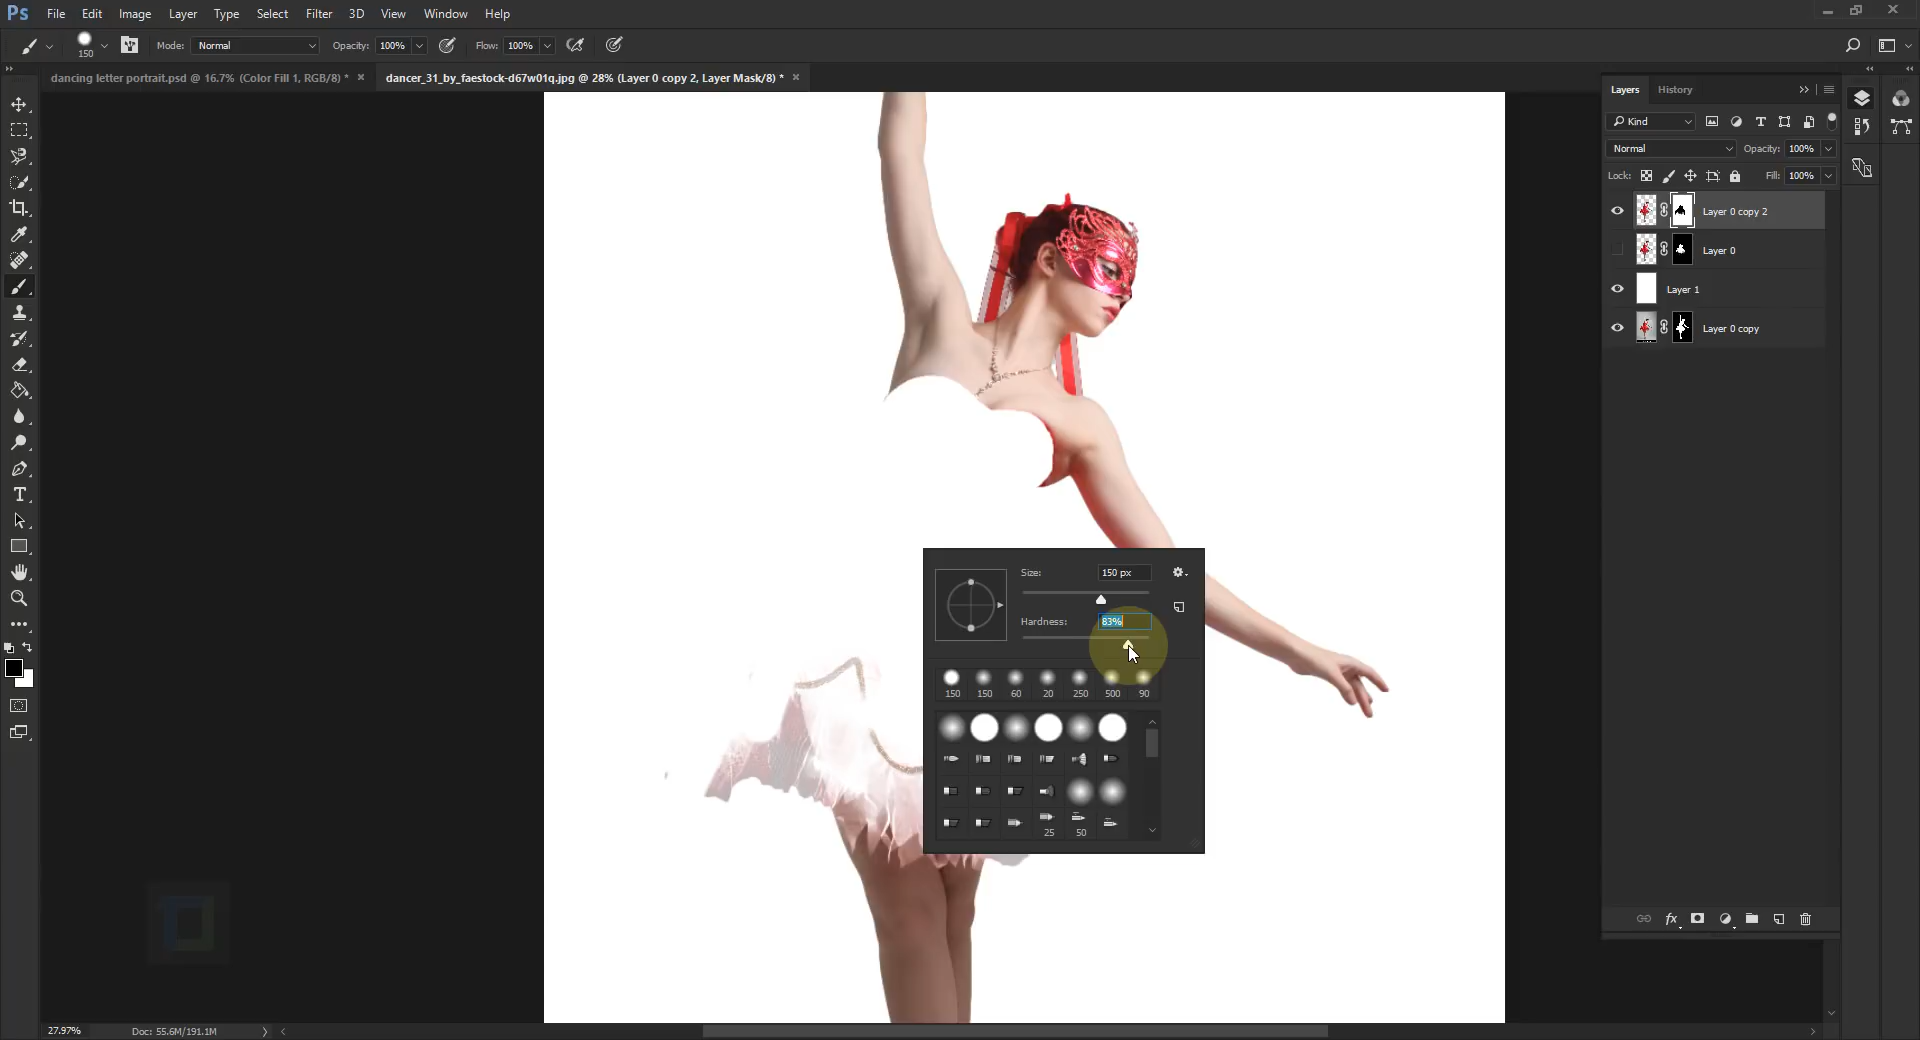 Ps File Edit Image Layer Type Select Filter 3D View Window Help
150 Mode: Normal Opacity: 100% Flow: 100%
dancing letter portrait.psd @ 16.7% (Color Fill 1, RGB/8) * × dancer_31_by_faestock-d67w01q.jpg @ 28% (Layer 0 copy 2, Layer Mask/8) * ×
Layers History
Kind
Normal Opacity: 100%
Lock: Fill: 100%
Layer 0 copy 2
Layer 0
Layer 1
Layer 0 copy
Size: 150 px
Hardness: 83%
150 150 60 20 250 500 90
25 50
fx
27.97% Doc: 55.6M/191.1M